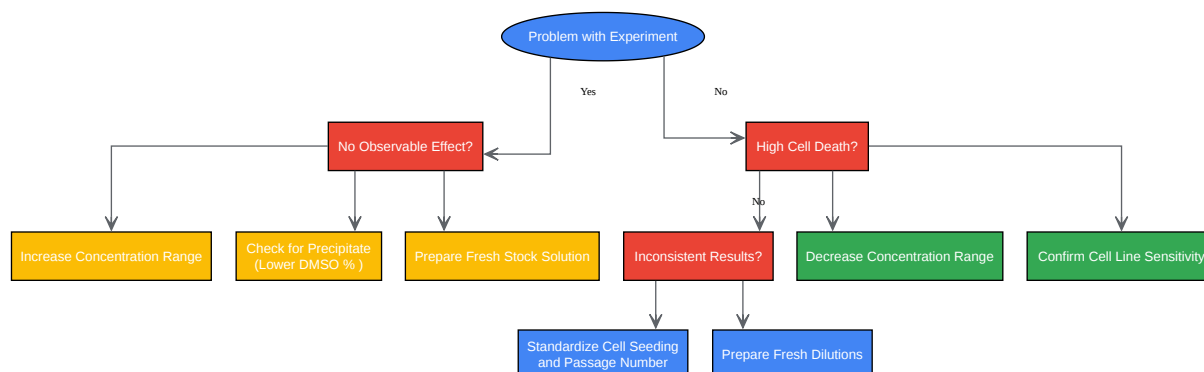 Problem with Experiment
Yes
No
No Observable Effect?
High Cell Death?
No
Increase Concentration Range
Check for Precipitate
(Lower DMSO % )
Prepare Fresh Stock Solution
Inconsistent Results?
Decrease Concentration Range
Confirm Cell Line Sensitivity
Standardize Cell Seeding
and Passage Number
Prepare Fresh Dilutions